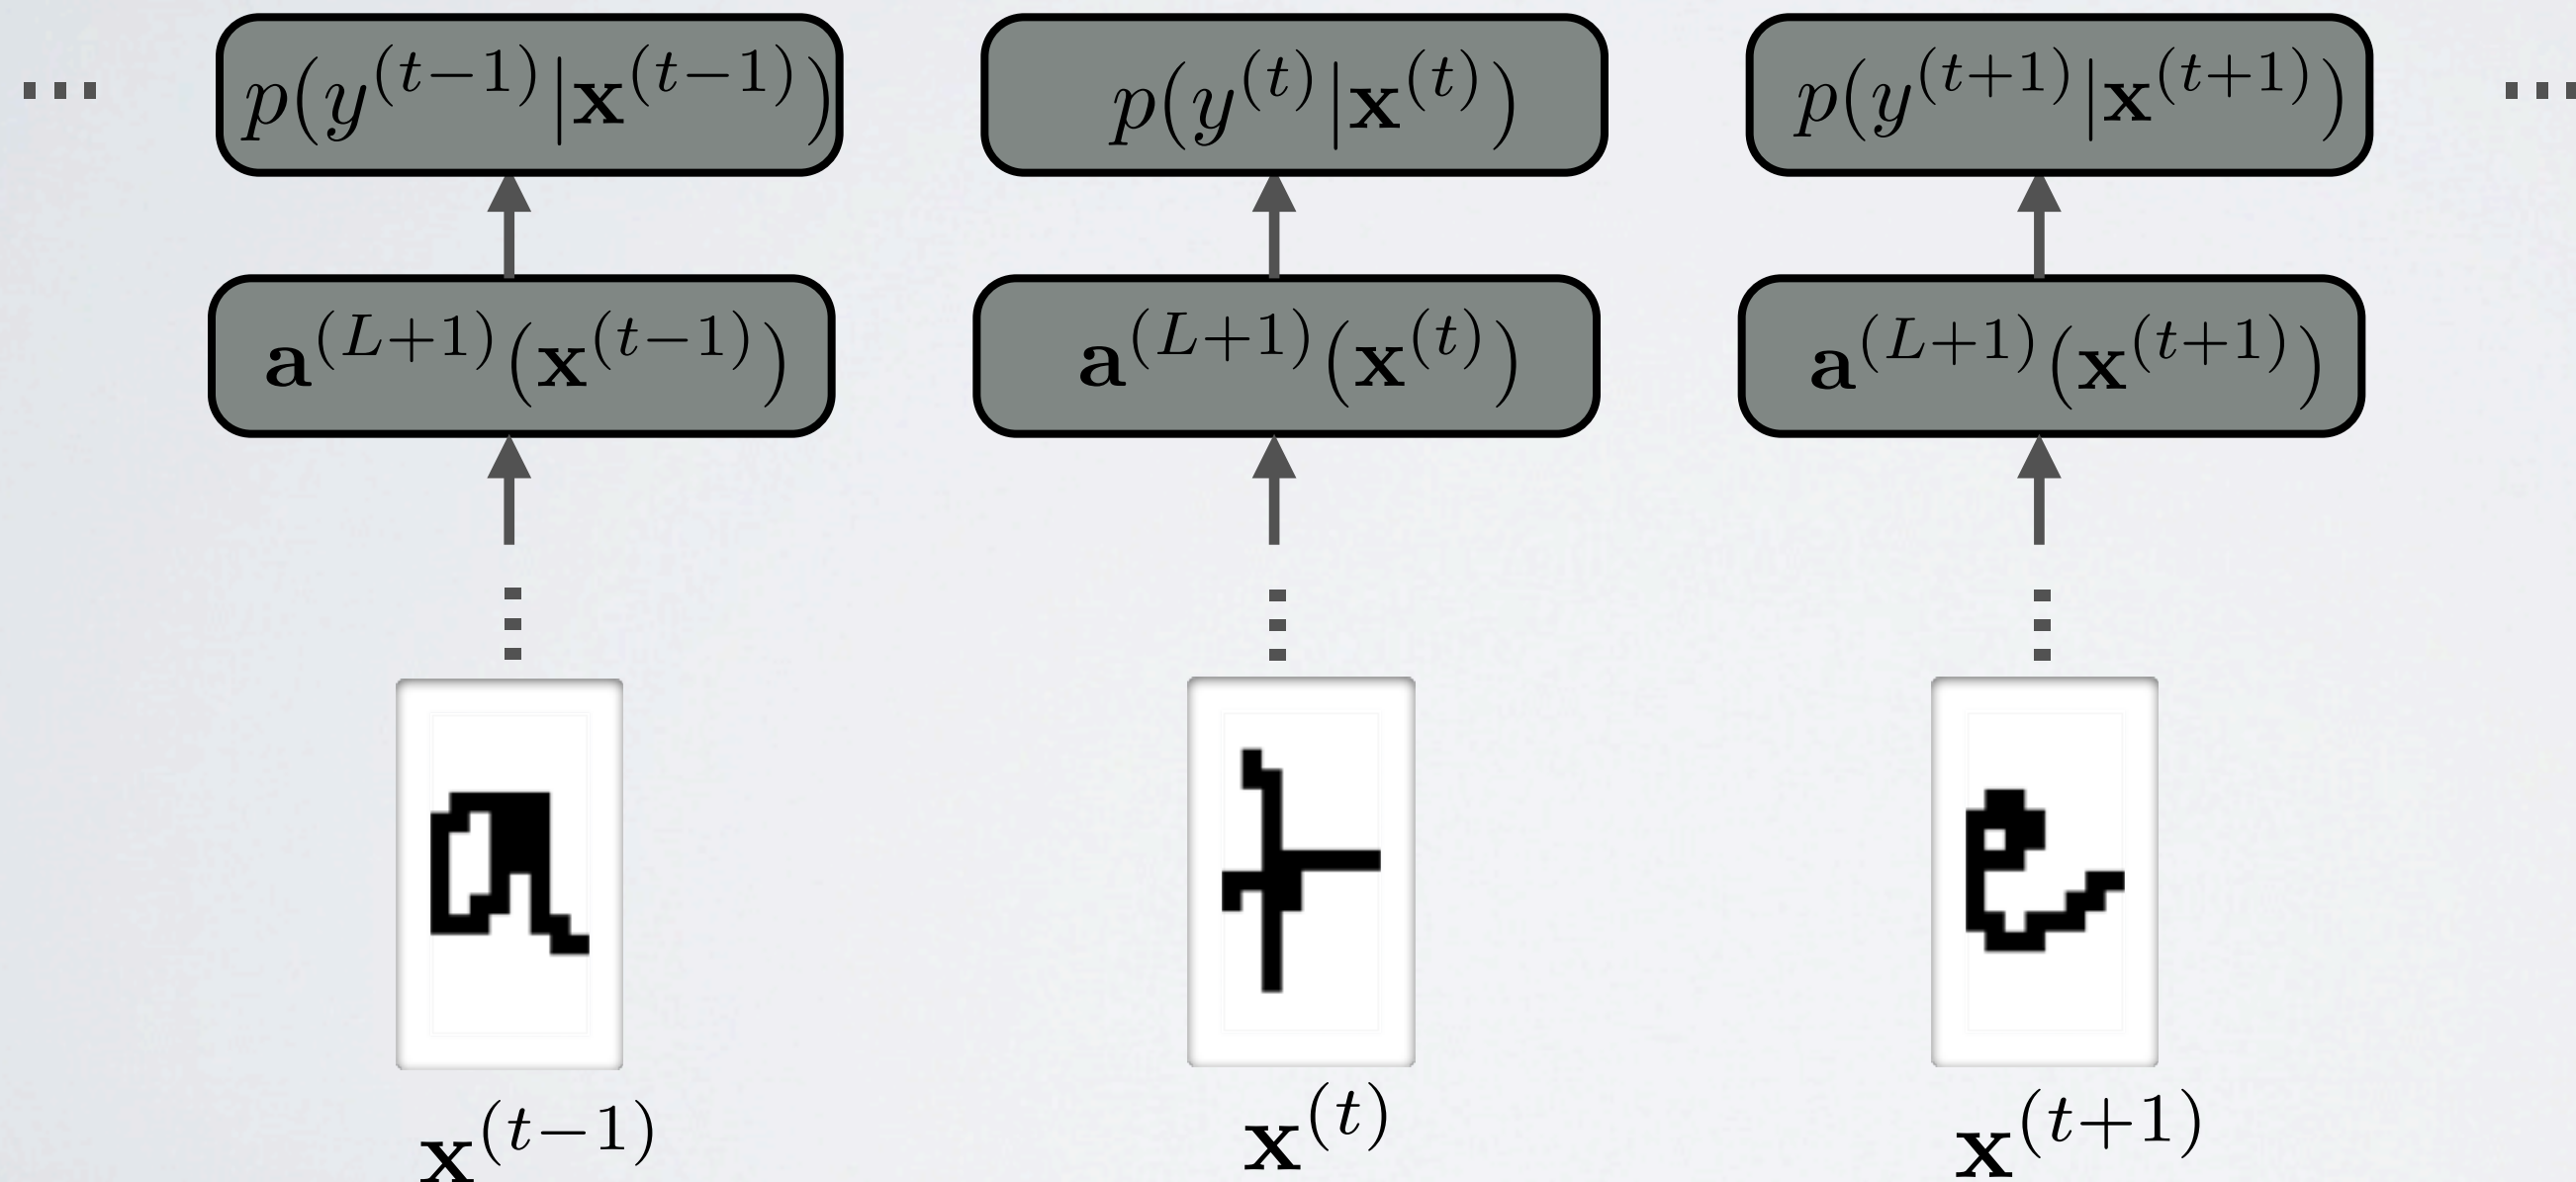 … p(y^(t−1)|x^(t−1)) p(y^(t)|x^(t)) p(y^(t+1)|x^(t+1)) …
a^(L+1)(x^(t−1)) a^(L+1)(x^(t)) a^(L+1)(x^(t+1))
a t e
x^(t−1) x^(t) x^(t+1)